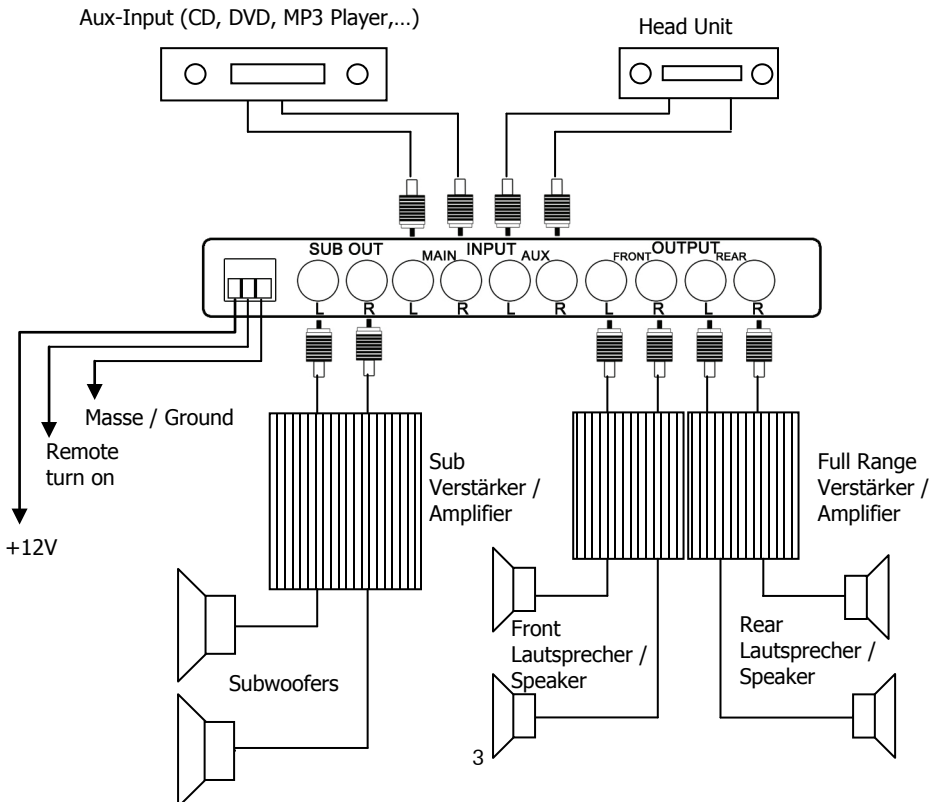 Aux-Input (CD, DVD, MP3 Player,...)
Head Unit
SUB OUT
INPUT
OUTPUT
MAIN
AUX
FRONT
REAR
L R L R L R L R L R
Masse / Ground
Remote
turn on
+12V
Sub
Verstärker /
Amplifier
Full Range
Verstärker /
Amplifier
Subwoofers
Front
Lautsprecher /
Speaker
Rear
Lautsprecher /
Speaker
3